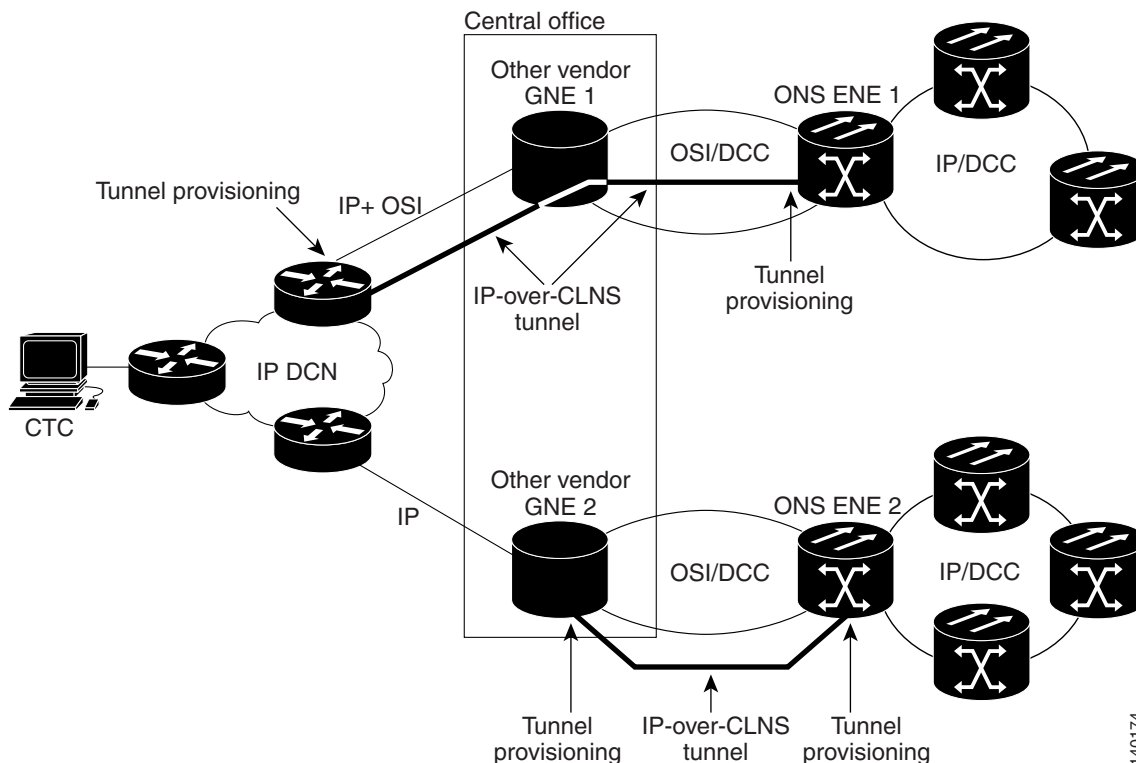 Central office
Other vendor
GNE 1
ONS ENE 1
OSI/DCC
IP/DCC
Tunnel provisioning
IP+ OSI
IP-over-CLNS
tunnel
Tunnel
provisioning
IP DCN
CTC
Other vendor
GNE 2
ONS ENE 2
IP
OSI/DCC
IP/DCC
Tunnel
provisioning
IP-over-CLNS
tunnel
Tunnel
provisioning
140174